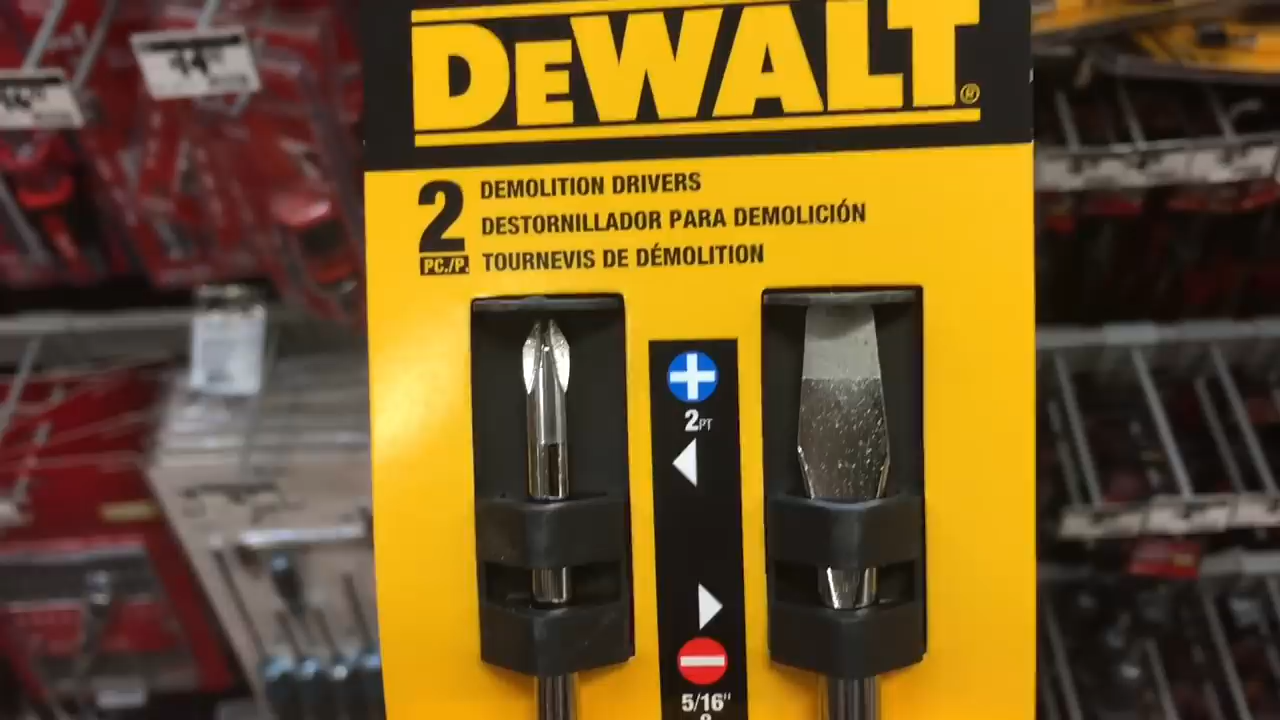 DEWALT®
2 DEMOLITION DRIVERS
DESTORNILLADOR PARA DEMOLICIÓN
PC./P. TOURNEVIS DE DÉMOLITION
2PT
5/16"